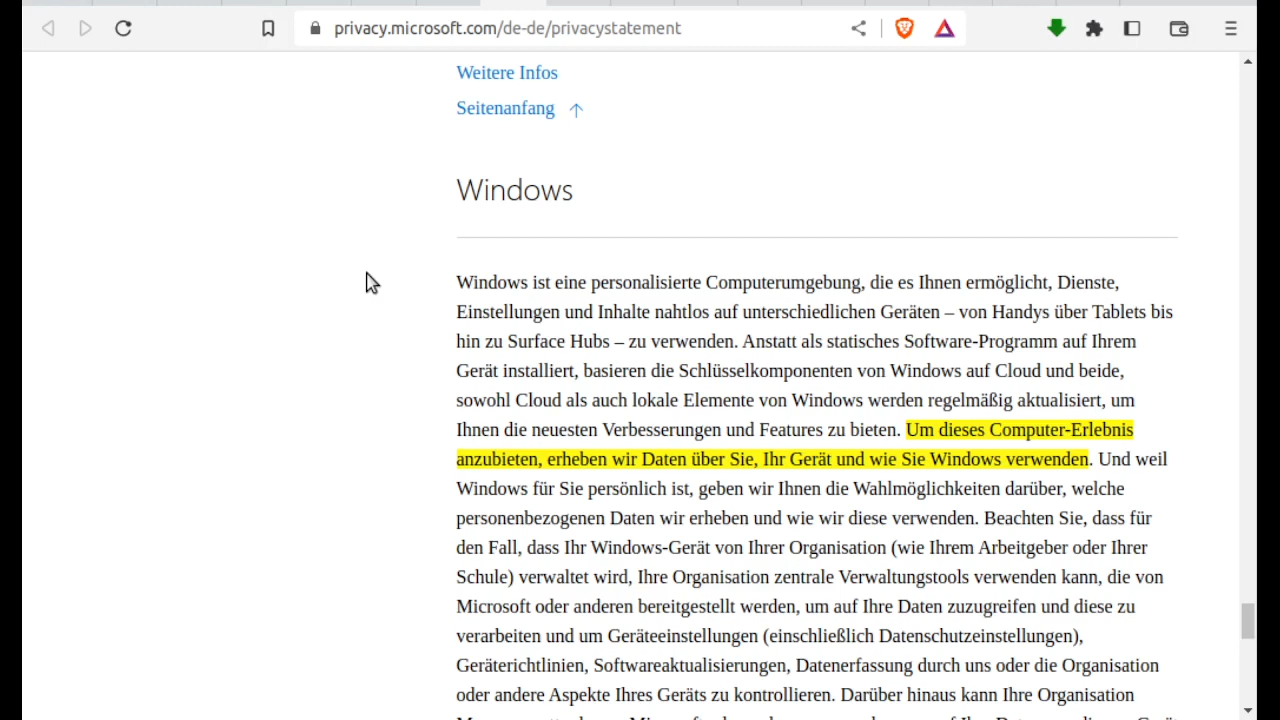 privacy.microsoft.com/de-de/privacystatement
Weitere Infos
Seitenanfang ↑
Windows
Windows ist eine personalisierte Computerumgebung, die es Ihnen ermöglicht, Dienste,
Einstellungen und Inhalte nahtlos auf unterschiedlichen Geräten – von Handys über Tablets bis
hin zu Surface Hubs – zu verwenden. Anstatt als statisches Software-Programm auf Ihrem
Gerät installiert, basieren die Schlüsselkomponenten von Windows auf Cloud und beide,
sowohl Cloud als auch lokale Elemente von Windows werden regelmäßig aktualisiert, um
Ihnen die neuesten Verbesserungen und Features zu bieten. Um dieses Computer-Erlebnis
anzubieten, erheben wir Daten über Sie, Ihr Gerät und wie Sie Windows verwenden. Und weil
Windows für Sie persönlich ist, geben wir Ihnen die Wahlmöglichkeiten darüber, welche
personenbezogenen Daten wir erheben und wie wir diese verwenden. Beachten Sie, dass für
den Fall, dass Ihr Windows-Gerät von Ihrer Organisation (wie Ihrem Arbeitgeber oder Ihrer
Schule) verwaltet wird, Ihre Organisation zentrale Verwaltungstools verwenden kann, die von
Microsoft oder anderen bereitgestellt werden, um auf Ihre Daten zuzugreifen und diese zu
verarbeiten und um Geräteeinstellungen (einschließlich Datenschutzeinstellungen),
Geräterichtlinien, Softwareaktualisierungen, Datenerfassung durch uns oder die Organisation
oder andere Aspekte Ihres Geräts zu kontrollieren. Darüber hinaus kann Ihre Organisation